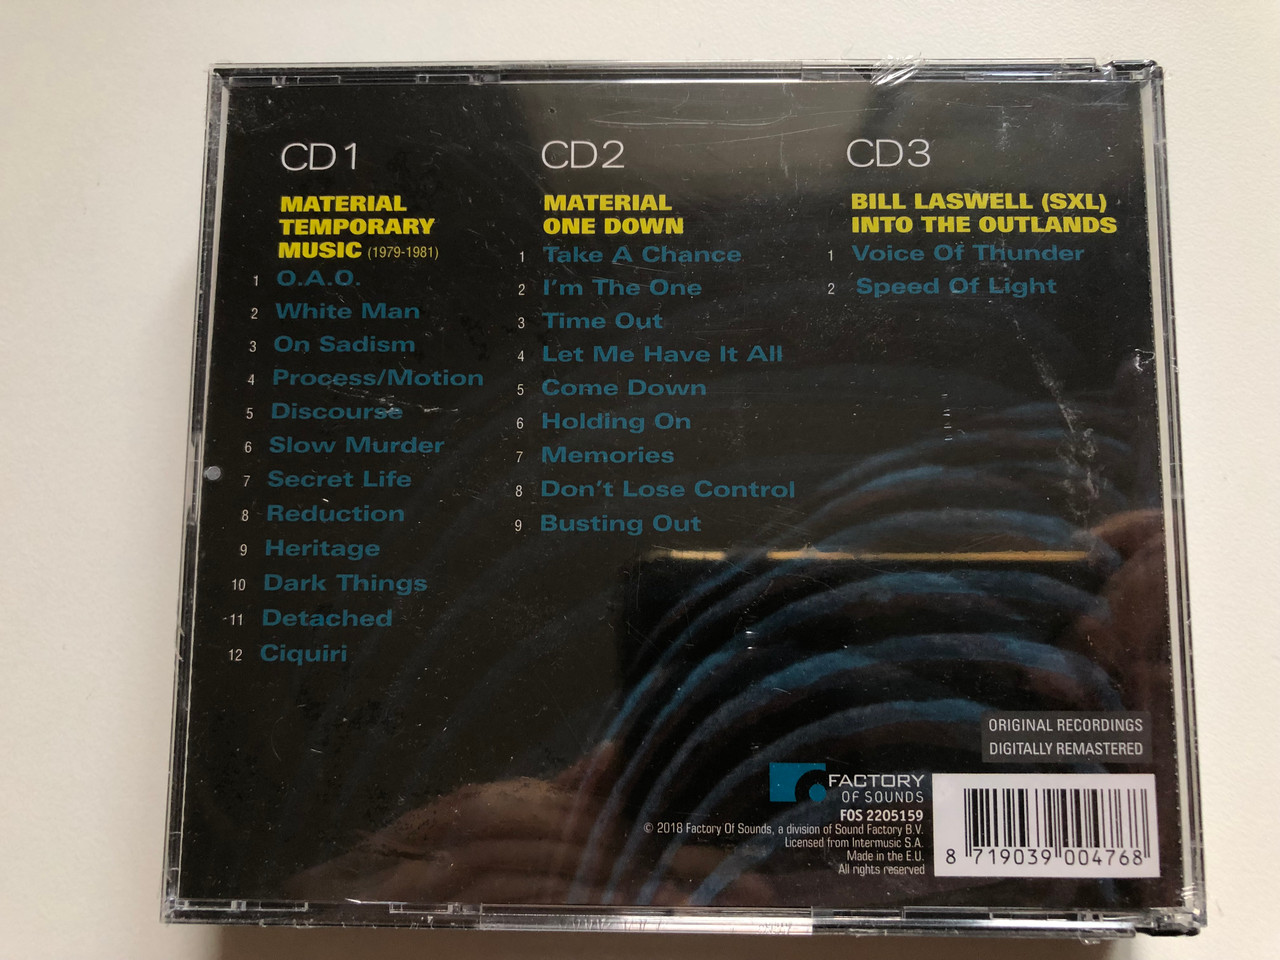 CD1
MATERIAL
TEMPORARY
MUSIC (1979-1981)
1 O.A.O.
2 White Man
3 On Sadism
4 Process/Motion
5 Discourse
6 Slow Murder
7 Secret Life
8 Reduction
9 Heritage
10 Dark Things
11 Detached
12 Ciquiri
CD2
MATERIAL
ONE DOWN
1 Take A Chance
2 I'm The One
3 Time Out
4 Let Me Have It All
5 Come Down
6 Holding On
7 Memories
8 Don't Lose Control
9 Busting Out
CD3
BILL LASWELL (SXL)
INTO THE OUTLANDS
1 Voice Of Thunder
2 Speed Of Light
ORIGINAL RECORDINGS
DIGITALLY REMASTERED
FACTORY
OF SOUNDS
FOS 2205159
© 2018 Factory Of Sounds, a division of Sound Factory B.V.
Licensed from Intermusic S.A.
Made in the E.U.
All rights reserved
8 719039 004768